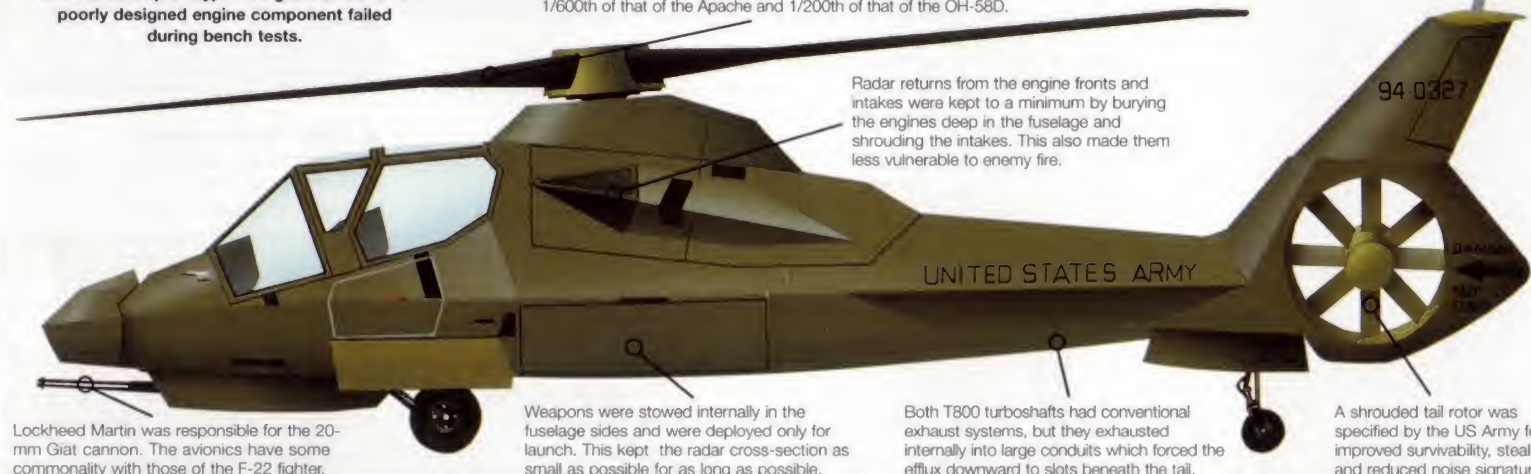 poorly designed engine component failed
during bench tests.
1/600th of that of the Apache and 1/200th of that of the OH-58D.
Radar returns from the engine fronts and
intakes were kept to a minimum by burying
the engines deep in the fuselage and
shrouding the intakes. This also made them
less vulnerable to enemy fire.
94-0327
UNITED STATES ARMY
DANGER
Lockheed Martin was responsible for the 20-
mm Giat cannon. The avionics have some
commonality with those of the F-22 fighter.
Weapons were stowed internally in the
fuselage sides and were deployed only for
launch. This kept the radar cross-section as
small as possible for as long as possible.
Both T800 turboshafts had conventional
exhaust systems, but they exhausted
internally into large conduits which forced the
efflux downward to slots beneath the tail.
A shrouded tail rotor was
specified by the US Army
improved survivability,
and reduced